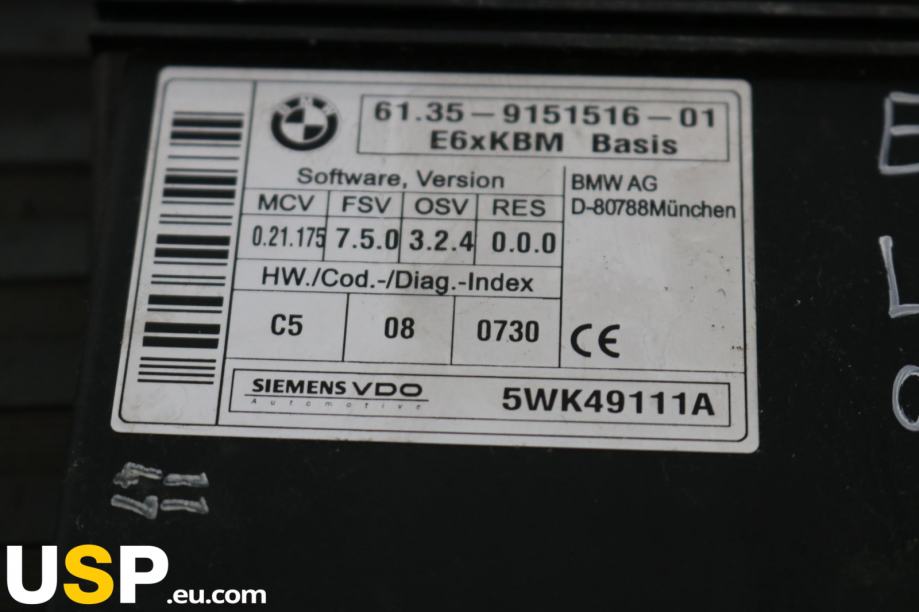 BMW
61.35-9151516-01
E6xKBM Basis
Software, Version
MCV FSV OSV RES
0.21.175 7.5.0 3.2.4 0.0.0
HW./Cod.-/Diag.-Index
C5 08 0730
BMW AG
D-80788München
CE
SIEMENS VDO
Automotive
5WK49111A
USP.eu.com